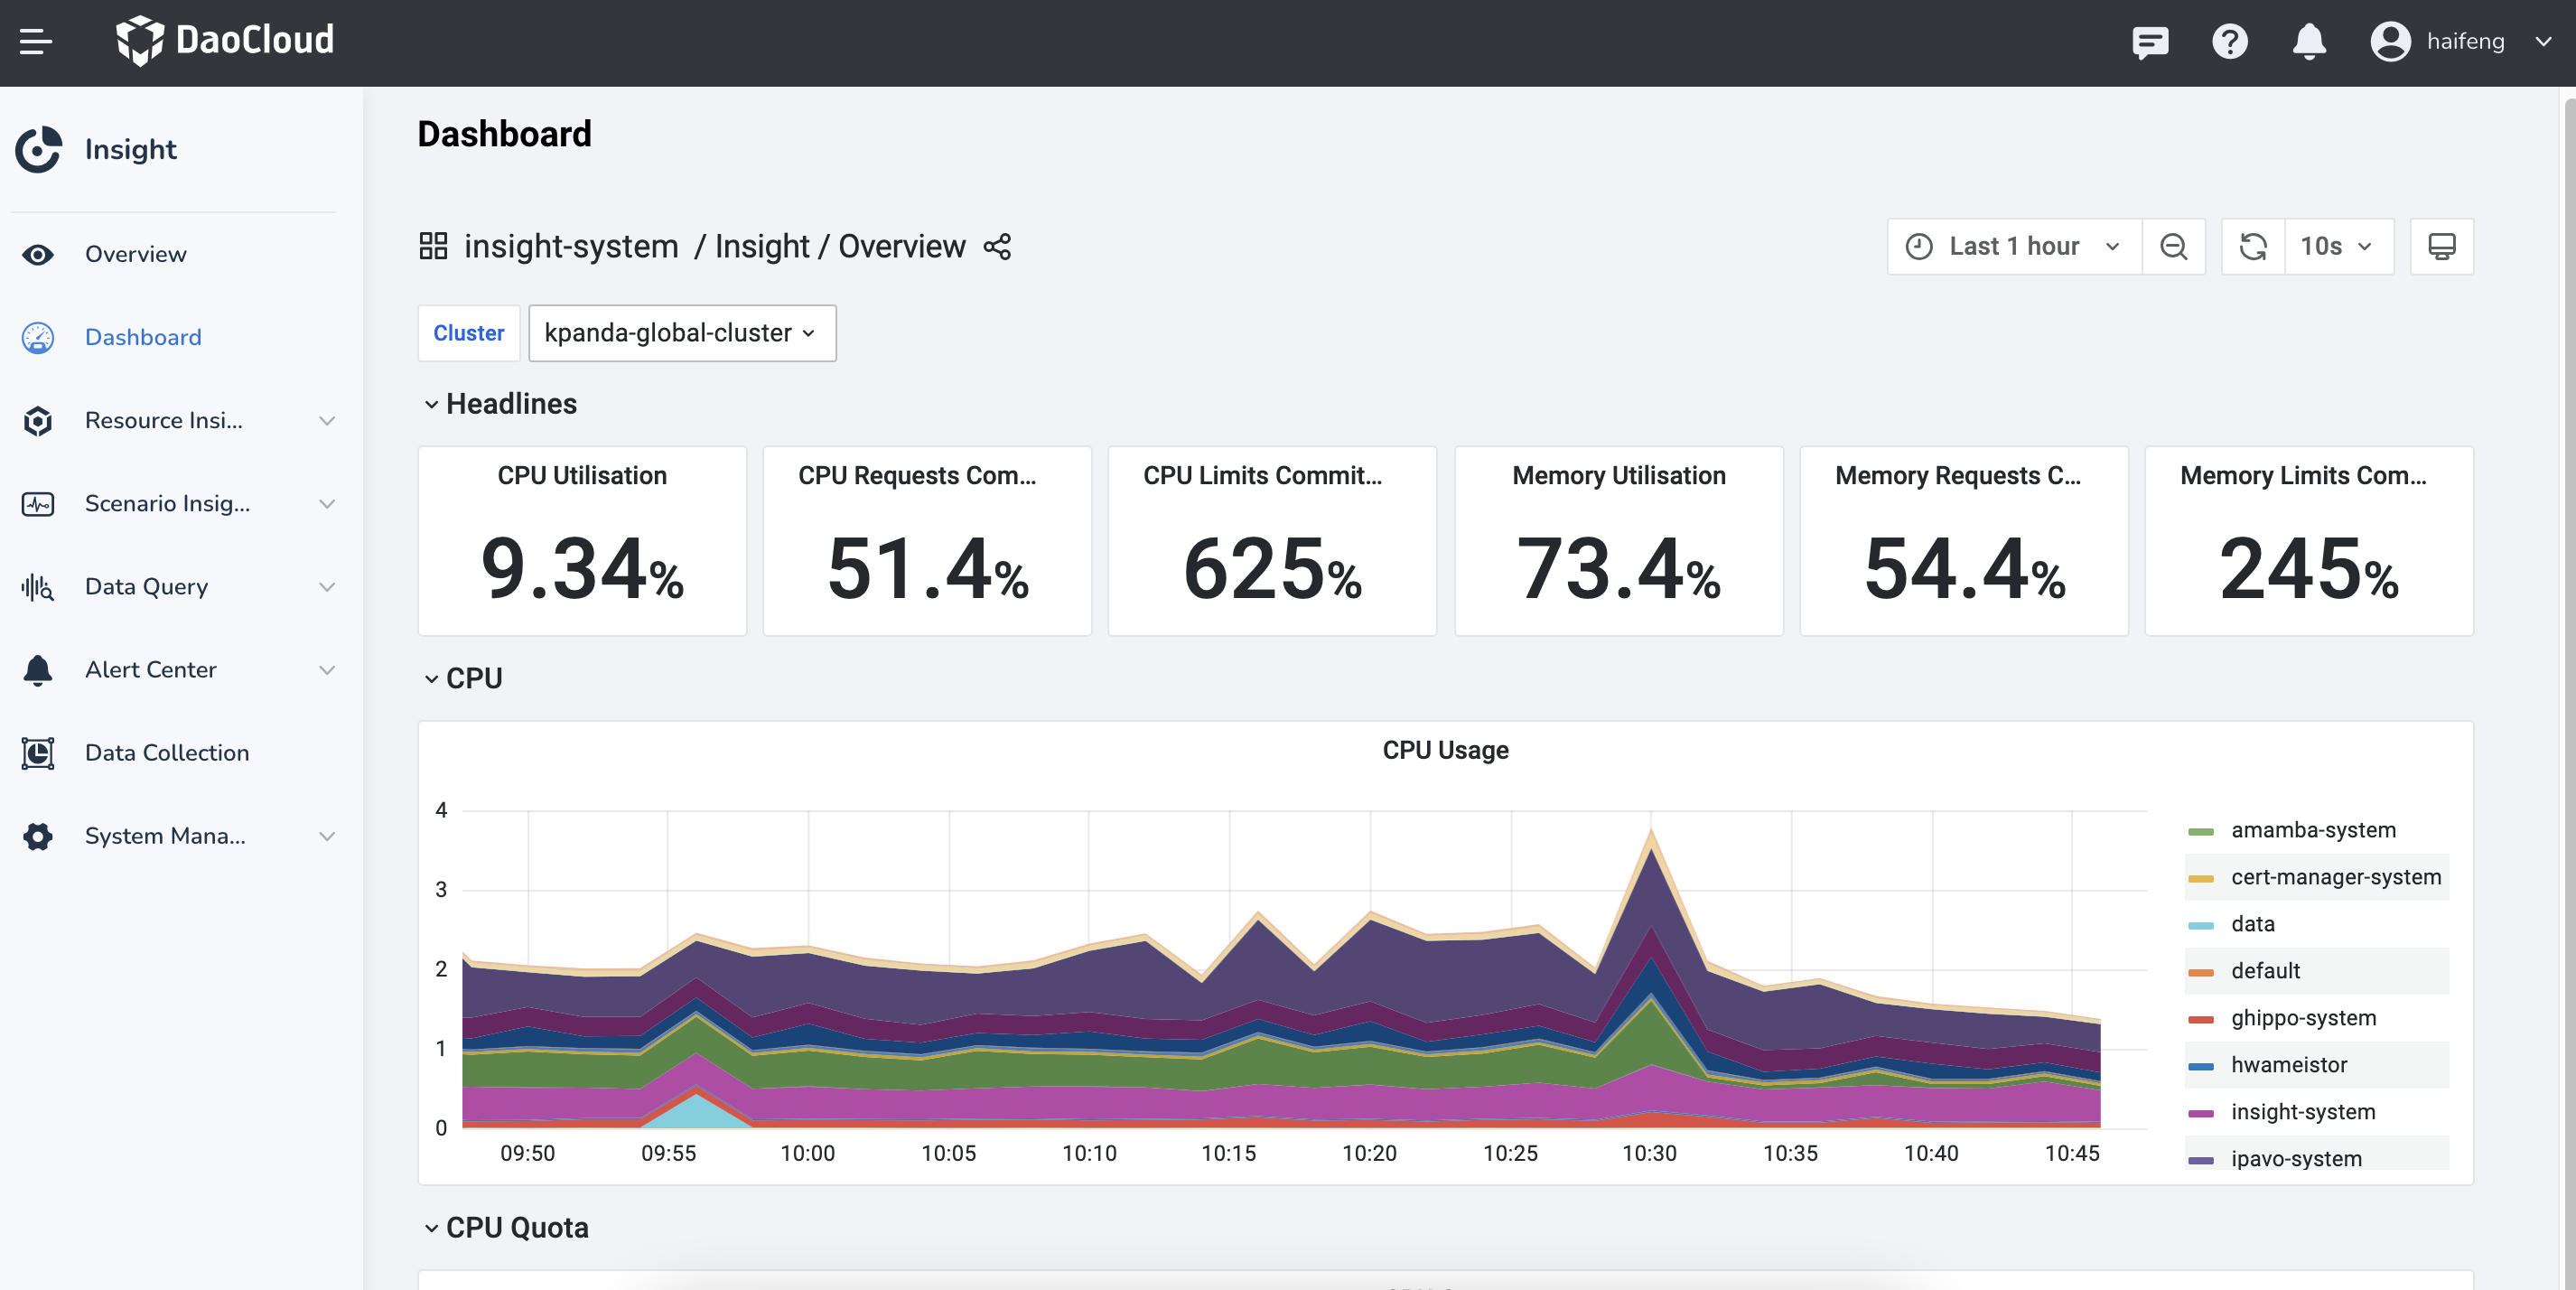 DaoCloud
haifeng
Insight
Overview
Dashboard
Resource Insi...
Scenario Insig...
Data Query
Alert Center
Data Collection
System Mana...
Dashboard
insight-system / Insight / Overview
Last 1 hour
10s
Cluster
kpanda-global-cluster
Headlines
CPU Utilisation
9.34%
CPU Requests Com...
51.4%
CPU Limits Commit...
625%
Memory Utilisation
73.4%
Memory Requests C...
54.4%
Memory Limits Com...
245%
CPU
CPU Usage
4
3
2
1
0
09:50 09:55 10:00 10:05 10:10 10:15 10:20 10:25 10:30 10:35 10:40 10:45
amamba-system
cert-manager-system
data
default
ghippo-system
hwameistor
insight-system
ipavo-system
CPU Quota